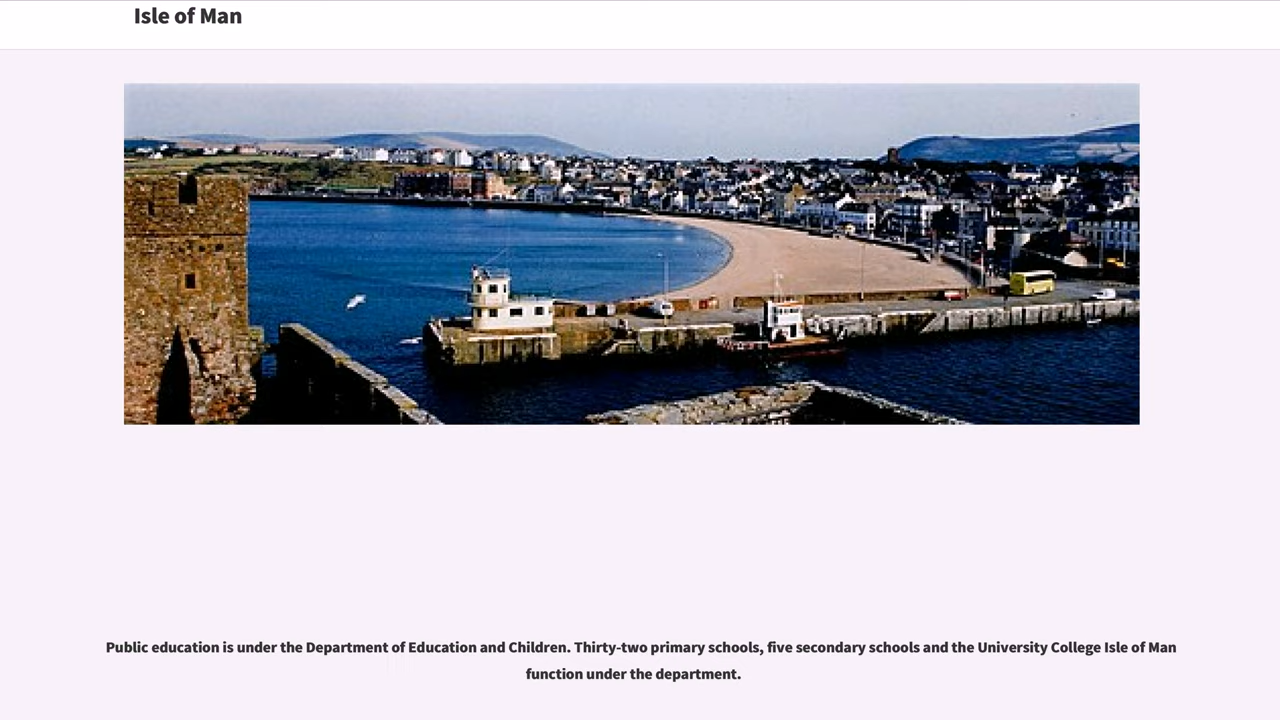 Isle of Man
Public education is under the Department of Education and Children. Thirty-two primary schools, five secondary schools and the University College Isle of Man
function under the department.